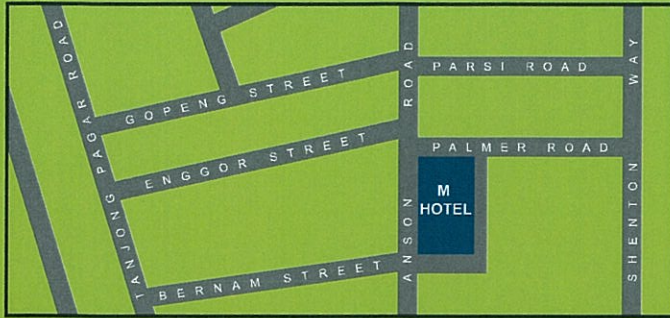 TANJONG PAGAR ROAD
GOPENG STREET
ENGGOR STREET
BERNAM STREET
ANSON ROAD
PARSI ROAD
PALMER ROAD
M
HOTEL
SHENTON WAY